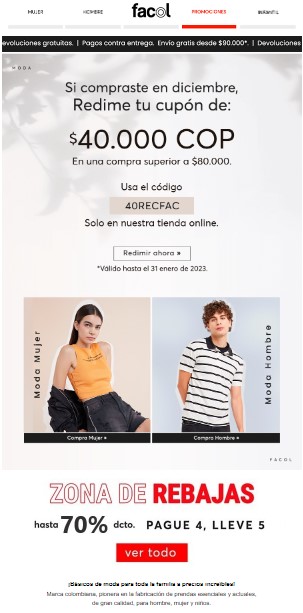 MUJER
HOMBRE
facol
PROMOCIONES
INFANTIL
evoluciones gratuitos. | Pagos contra entrega. Envío gratis desde $90.000*. | Devoluciones
MODA
Si compraste en diciembre,
Redime tu cupón de:
$40.000 COP
En una compra superior a $80.000.
Usa el código
40RECFAC
Solo en nuestra tienda online.
Redimir ahora »
*Válido hasta el 31 enero de 2023.
Moda Mujer
Moda Hombre
Compra Mujer »
Compra Hombre »
FACOL
ZONA DE REBAJAS
hasta 70% dcto. PAGUE 4, LLEVE 5
ver todo
¡Básicos de moda para toda la familia a precios increíbles!
Marca colombiana, pionera en la fabricación de prendas esenciales y actuales,
de gran calidad, para hombre, mujer y niños.